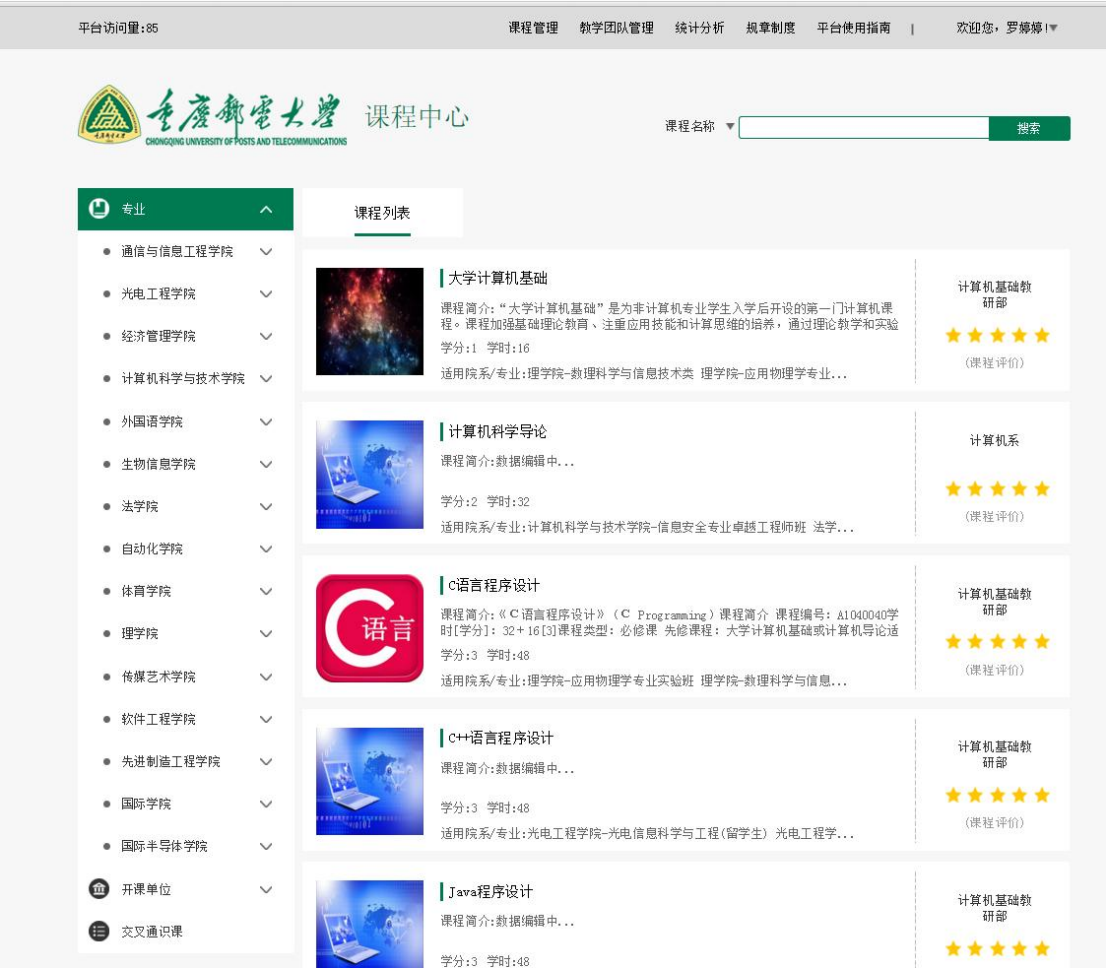 平台访问量:85
课程管理 教学团队管理 统计分析 规章制度 平台使用指南 | 欢迎您，罗婷婷!▼
重庆邮电大学 课程中心
CHONGQING UNIVERSITY OF POSTS AND TELECOMMUNICATIONS
课程名称 ▼ 搜索
专业
通信与信息工程学院
光电工程学院
经济管理学院
计算机科学与技术学院
外国语学院
生物信息学院
法学院
自动化学院
体育学院
理学院
传媒艺术学院
软件工程学院
先进制造工程学院
国际学院
国际半导体学院
开课单位
交叉通识课
课程列表
大学计算机基础
课程简介:“大学计算机基础”是为非计算机专业学生入学后开设的第一门计算机课
程。课程加强基础理论教育、注重应用技能和计算思维的培养，通过理论教学和实验
学分:1 学时:16
适用院系/专业:理学院-数理科学与信息技术类 理学院-应用物理学专业...
计算机基础教
研部
(课程评价)
计算机科学导论
课程简介:数据编辑中...
学分:2 学时:32
适用院系/专业:计算机科学与技术学院-信息安全专业卓越工程师班 法学...
计算机系
(课程评价)
C语言程序设计
课程简介:《C语言程序设计》（C Programming）课程简介 课程编号: A1040040学
时[学分]: 32+16[3]课程类型: 必修课 先修课程: 大学计算机基础或计算机导论适
学分:3 学时:48
适用院系/专业:理学院-应用物理学专业实验班 理学院-数理科学与信息...
C语言
计算机基础教
研部
(课程评价)
C++语言程序设计
课程简介:数据编辑中...
学分:3 学时:48
适用院系/专业:光电工程学院-光电信息科学与工程(留学生) 光电工程学...
计算机基础教
研部
(课程评价)
Java程序设计
课程简介:数据编辑中...
学分:3 学时:48
计算机基础教
研部